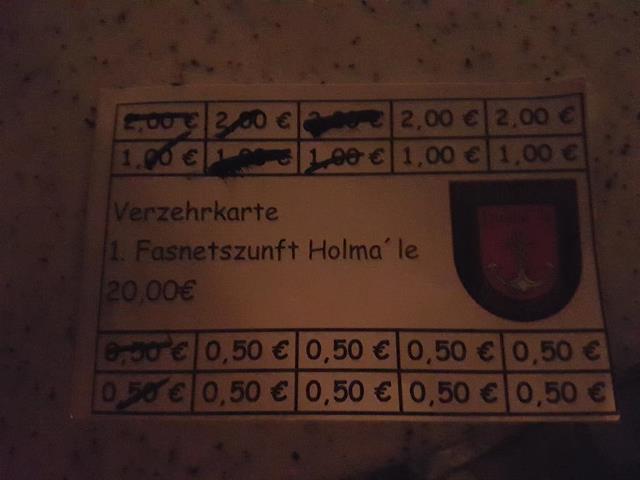 2,00 € 2,00 € 2,00 € 2,00 € 2,00 €
1,00 € 1,00 € 1,00 € 1,00 € 1,00 €
Verzehrkarte
1. Fasnetszunft Holma´le
20,00€
0,50 € 0,50 € 0,50 € 0,50 € 0,50 €
0,50 € 0,50 € 0,50 € 0,50 € 0,50 €